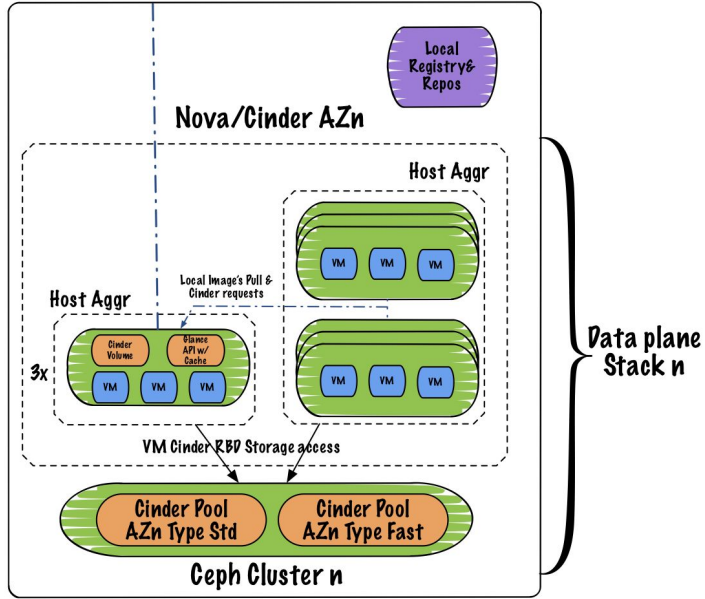 Local
Registry&
Repos
Nova/Cinder AZn
Host Aggr
VM VM VM
Local Image's Pull &
Cinder requests
Host Aggr
Cinder
Volume
Glance
API w/
Cache
3x
VM VM VM
VM VM VM
VM Cinder RBD Storage access
Data plane
Stack n
Cinder Pool
AZn Type Std
Cinder Pool
AZn Type Fast
Ceph Cluster n